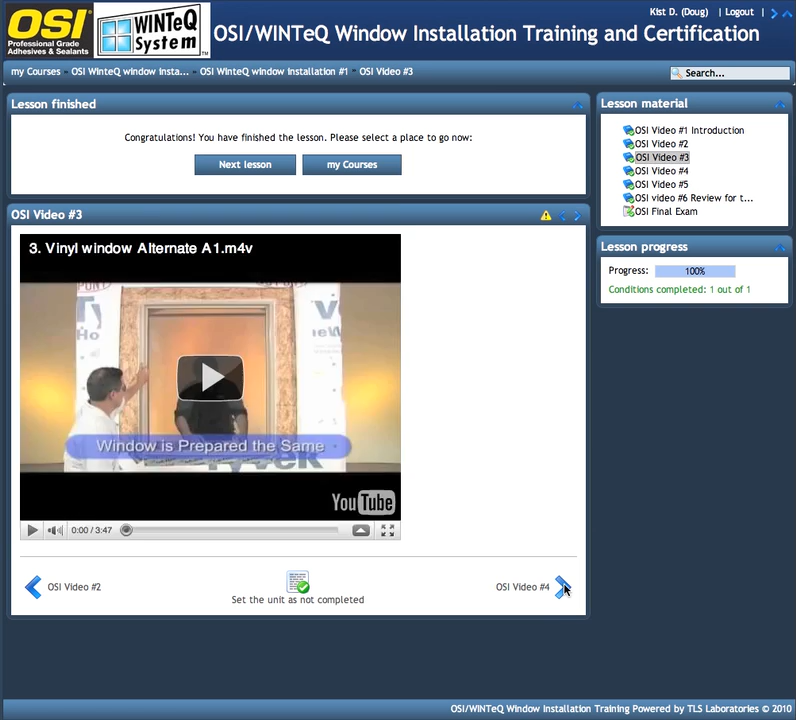 OSI
Professional Grade
Adhesives & Sealants
WINTeQ
System™
OSI/WINTeQ Window Installation Training and Certification
Kist D. (Doug) | Logout |
my Courses » OSI WinteQ window insta... » OSI WinteQ window installation #1 » OSI Video #3
Search...
Lesson finished
Congratulations! You have finished the lesson. Please select a place to go now:
Next lesson
my Courses
Lesson material
OSI Video #1 Introduction
OSI Video #2
OSI Video #3
OSI Video #4
OSI Video #5
OSI video #6 Review for t...
OSI Final Exam
Lesson progress
Progress: 100%
Conditions completed: 1 out of 1
OSI Video #3
3. Vinyl window Alternate A1.m4v
Window is Prepared the Same
YouTube
0:00 / 3:47
OSI Video #2
Set the unit as not completed
OSI Video #4
OSI/WINTeQ Window Installation Training Powered by TLS Laboratories © 2010